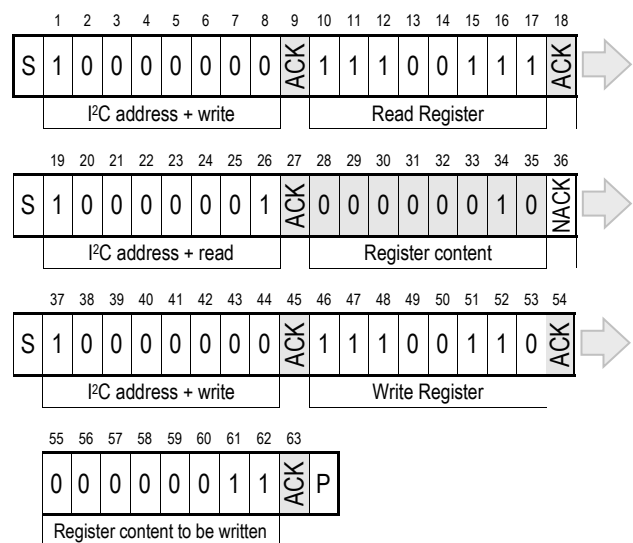 1 2 3 4 5 6 7 8 9 10 11 12 13 14 15 16 17 18
S 1 0 0 0 0 0 0 0 ACK 1 1 1 0 0 1 1 1 ACK
I²C address + write Read Register
19 20 21 22 23 24 25 26 27 28 29 30 31 32 33 34 35 36
S 1 0 0 0 0 0 0 1 ACK 0 0 0 0 0 0 1 0 NACK
I²C address + read Register content
37 38 39 40 41 42 43 44 45 46 47 48 49 50 51 52 53 54
S 1 0 0 0 0 0 0 0 ACK 1 1 1 0 0 1 1 0 ACK
I²C address + write Write Register
55 56 57 58 59 60 61 62 63
0 0 0 0 0 0 1 1 ACK P
Register content to be written